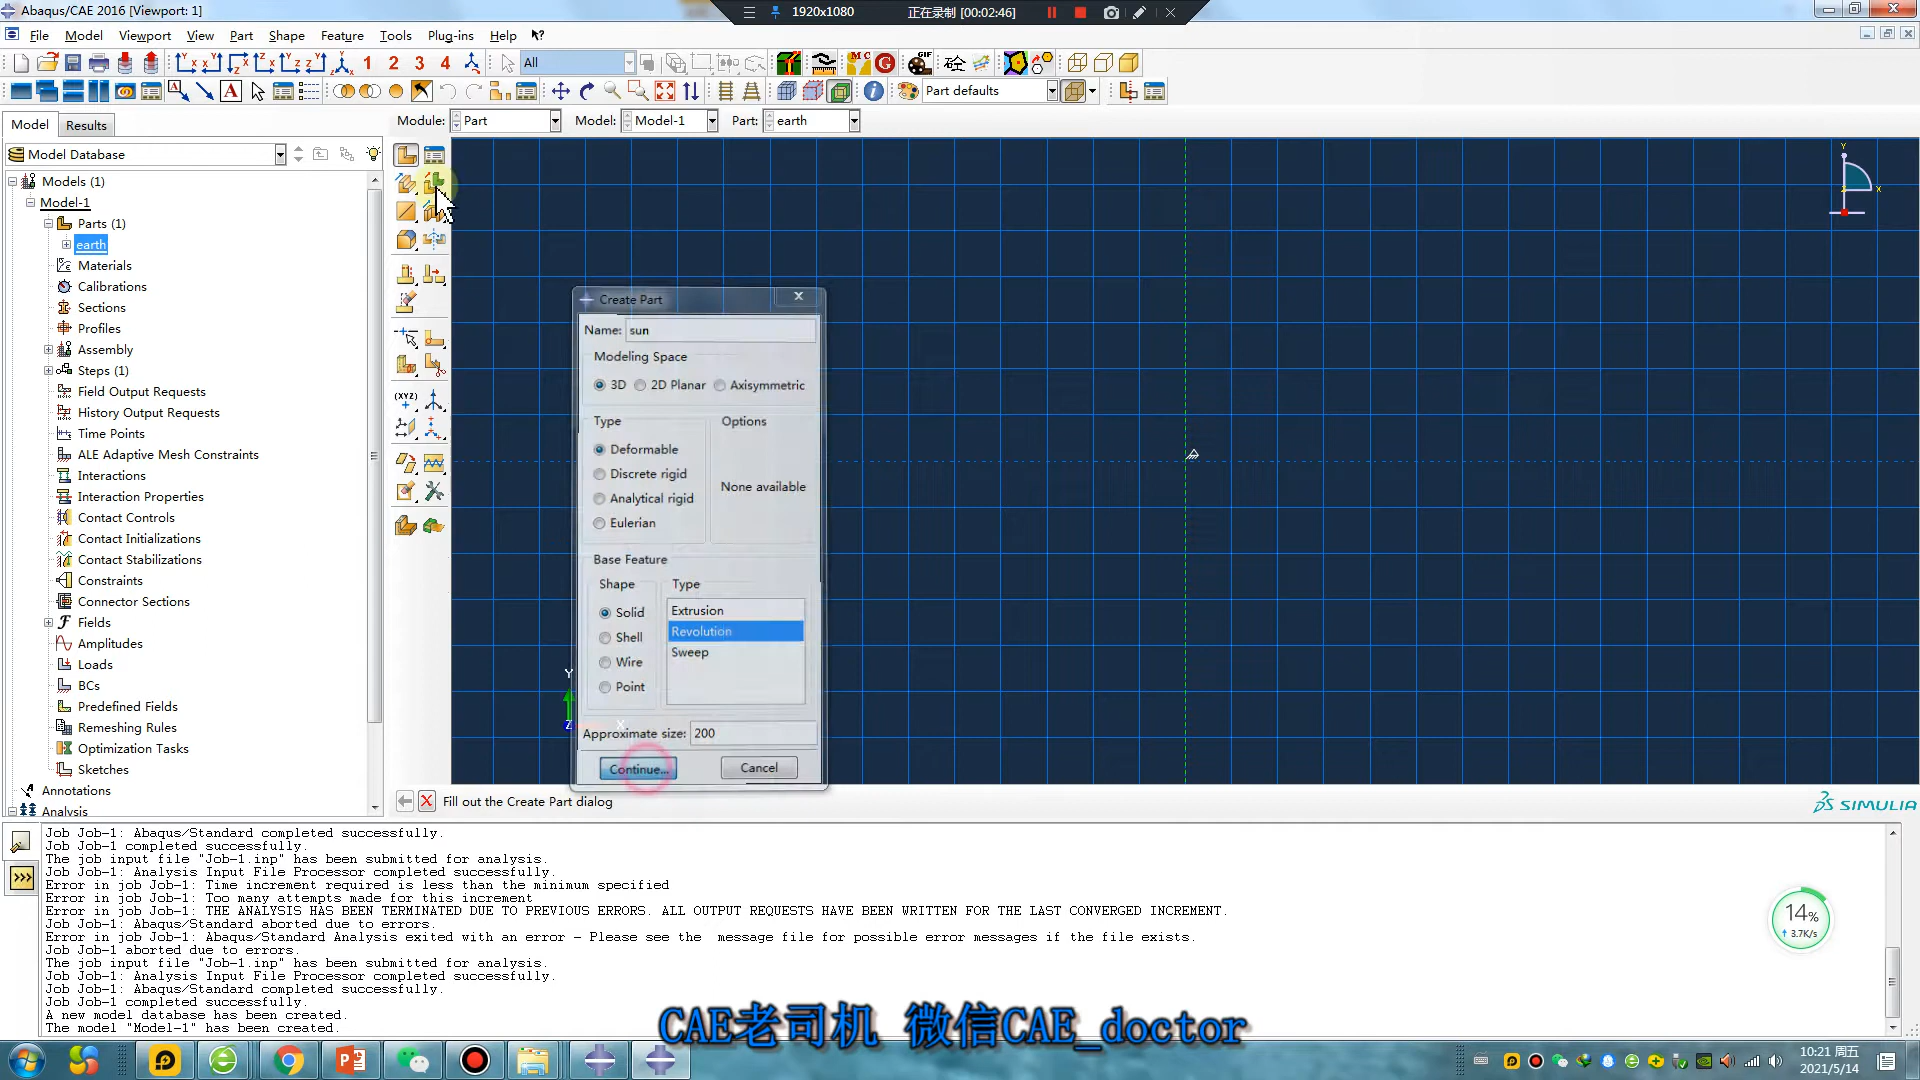 Abaqus/CAE 2016 [Viewport: 1]
1920x1080
正在录制 [00:02:46]
File Model Viewport View Part Shape Feature Tools Plug-ins Help
1 2 3 4
All
GIF
Part defaults
Model Results
Module: Part Model: Model-1 Part: earth
Model Database
Models (1)
Model-1
Parts (1)
earth
Materials
Calibrations
Sections
Profiles
Assembly
Steps (1)
Field Output Requests
History Output Requests
Time Points
ALE Adaptive Mesh Constraints
Interactions
Interaction Properties
Contact Controls
Contact Initializations
Contact Stabilizations
Constraints
Connector Sections
Fields
Amplitudes
Loads
BCs
Predefined Fields
Remeshing Rules
Optimization Tasks
Sketches
Annotations
Analysis
Create Part
Name: sun
Modeling Space
3D 2D Planar Axisymmetric
Type
Options
Deformable
Discrete rigid
None available
Analytical rigid
Eulerian
Base Feature
Shape
Type
Solid
Extrusion
Revolution
Shell
Sweep
Wire
Point
Approximate size: 200
Continue...
Cancel
Y
X
Y
Z
X
Fill out the Create Part dialog
SIMULIA
Job Job-1: Abaqus/Standard completed successfully.
Job Job-1 completed successfully.
The job input file "Job-1.inp" has been submitted for analysis.
Job Job-1: Analysis Input File Processor completed successfully.
Error in job Job-1: Time increment required is less than the minimum specified
Error in job Job-1: Too many attempts made for this increment
Error in job Job-1: THE ANALYSIS HAS BEEN TERMINATED DUE TO PREVIOUS ERRORS. ALL OUTPUT REQUESTS HAVE BEEN WRITTEN FOR THE LAST CONVERGED INCREMENT.
Job Job-1: Abaqus/Standard aborted due to errors.
Error in job Job-1: Abaqus/Standard Analysis exited with an error - Please see the message file for possible error messages if the file exists.
Job Job-1 aborted due to errors.
The job input file "Job-1.inp" has been submitted for analysis.
Job Job-1: Analysis Input File Processor completed successfully.
Job Job-1: Abaqus/Standard completed successfully.
Job Job-1 completed successfully.
A new model database has been created.
The model "Model-1" has been created.
14%
3.7K/s
CAE老司机 微信CAE_doctor
10:21 周五
2021/5/14